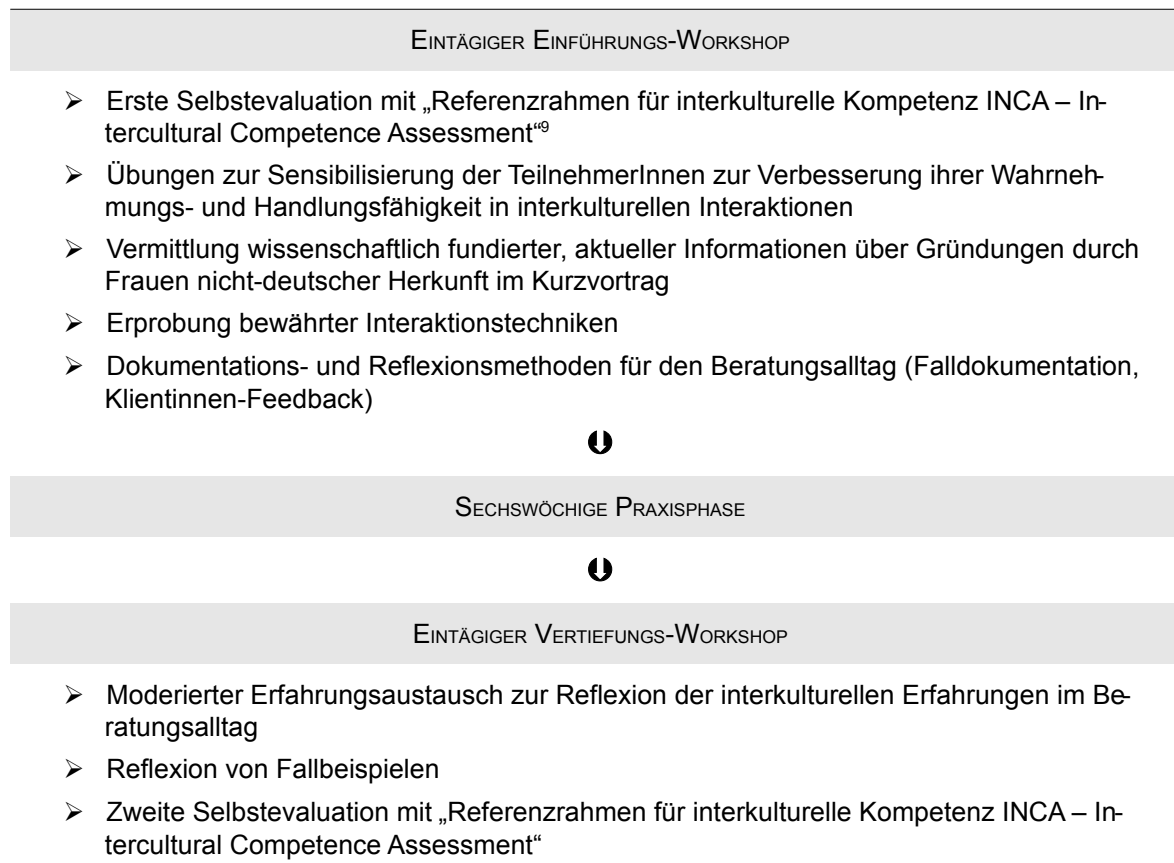 Eintägiger Einführungs-Workshop
➢ Erste Selbstevaluation mit „Referenzrahmen für interkulturelle Kompetenz INCA – In-
tercultural Competence Assessment“⁹
➢ Übungen zur Sensibilisierung der TeilnehmerInnen zur Verbesserung ihrer Wahrneh-
mungs- und Handlungsfähigkeit in interkulturellen Interaktionen
➢ Vermittlung wissenschaftlich fundierter, aktueller Informationen über Gründungen durch
Frauen nicht-deutscher Herkunft im Kurzvortrag
➢ Erprobung bewährter Interaktionstechniken
➢ Dokumentations- und Reflexionsmethoden für den Beratungsalltag (Falldokumentation,
Klientinnen-Feedback)
Sechswöchige Praxisphase
Eintägiger Vertiefungs-Workshop
➢ Moderierter Erfahrungsaustausch zur Reflexion der interkulturellen Erfahrungen im Be-
ratungsalltag
➢ Reflexion von Fallbeispielen
➢ Zweite Selbstevaluation mit „Referenzrahmen für interkulturelle Kompetenz INCA – In-
tercultural Competence Assessment“